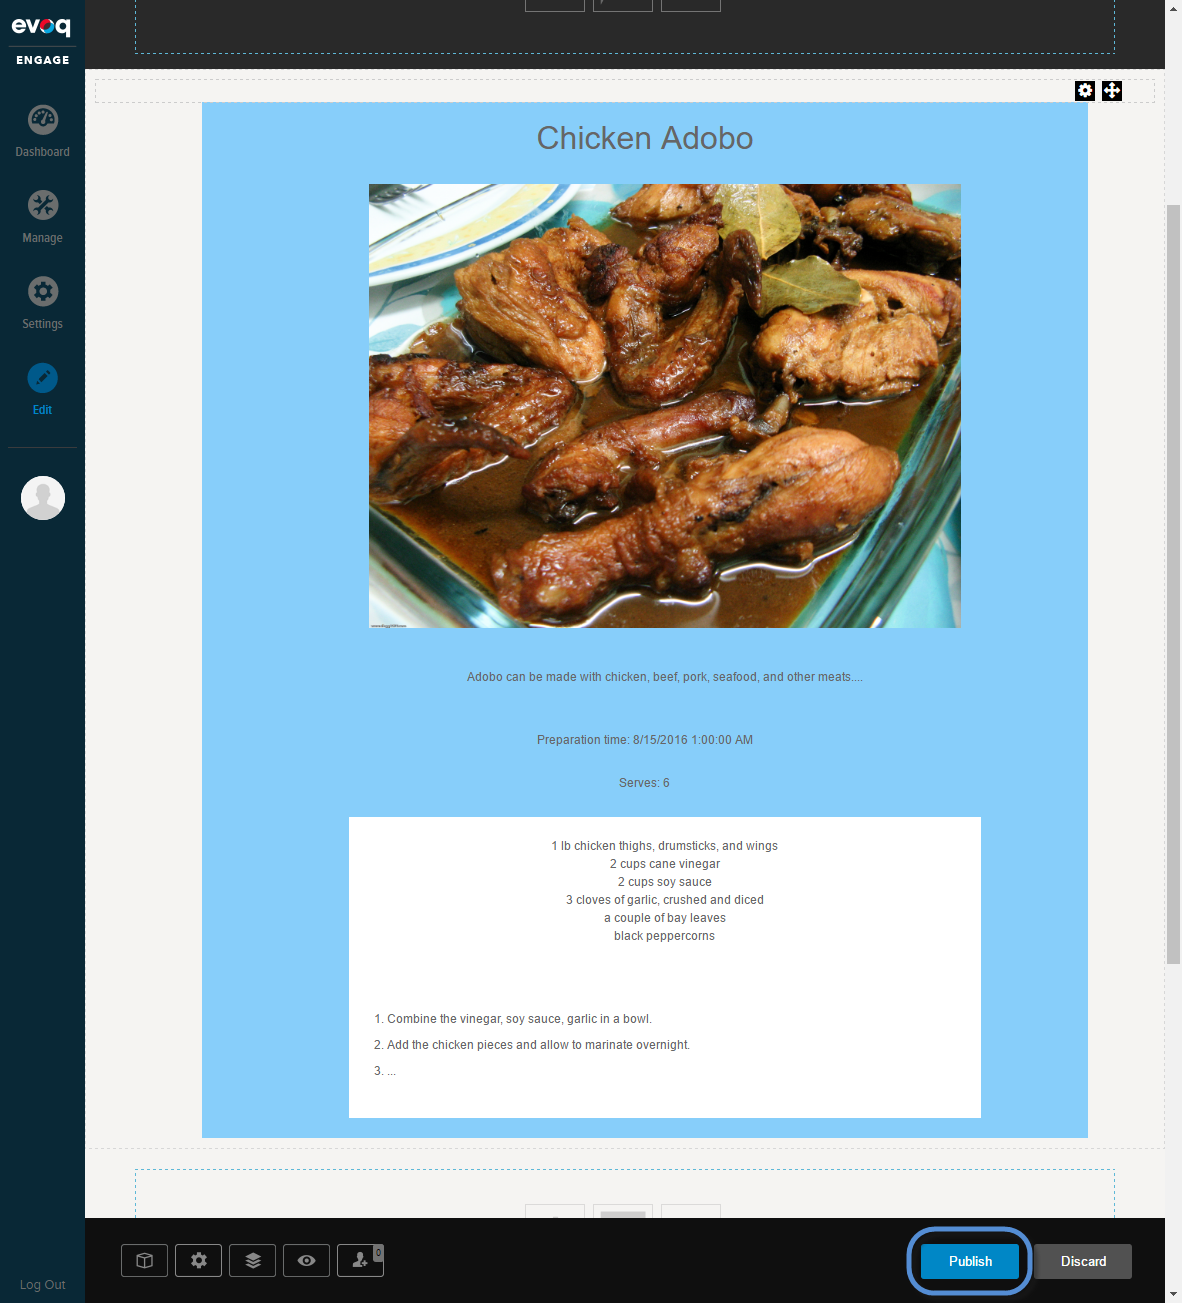 evoq
ENGAGE
Dashboard
Manage
Settings
Edit
Log Out
Chicken Adobo
Adobo can be made with chicken, beef, pork, seafood, and other meats....
Preparation time: 8/15/2016 1:00:00 AM
Serves: 6
1 lb chicken thighs, drumsticks, and wings
2 cups cane vinegar
2 cups soy sauce
3 cloves of garlic, crushed and diced
a couple of bay leaves
black peppercorns
1. Combine the vinegar, soy sauce, garlic in a bowl.
2. Add the chicken pieces and allow to marinate overnight.
3. ...
0
Publish
Discard